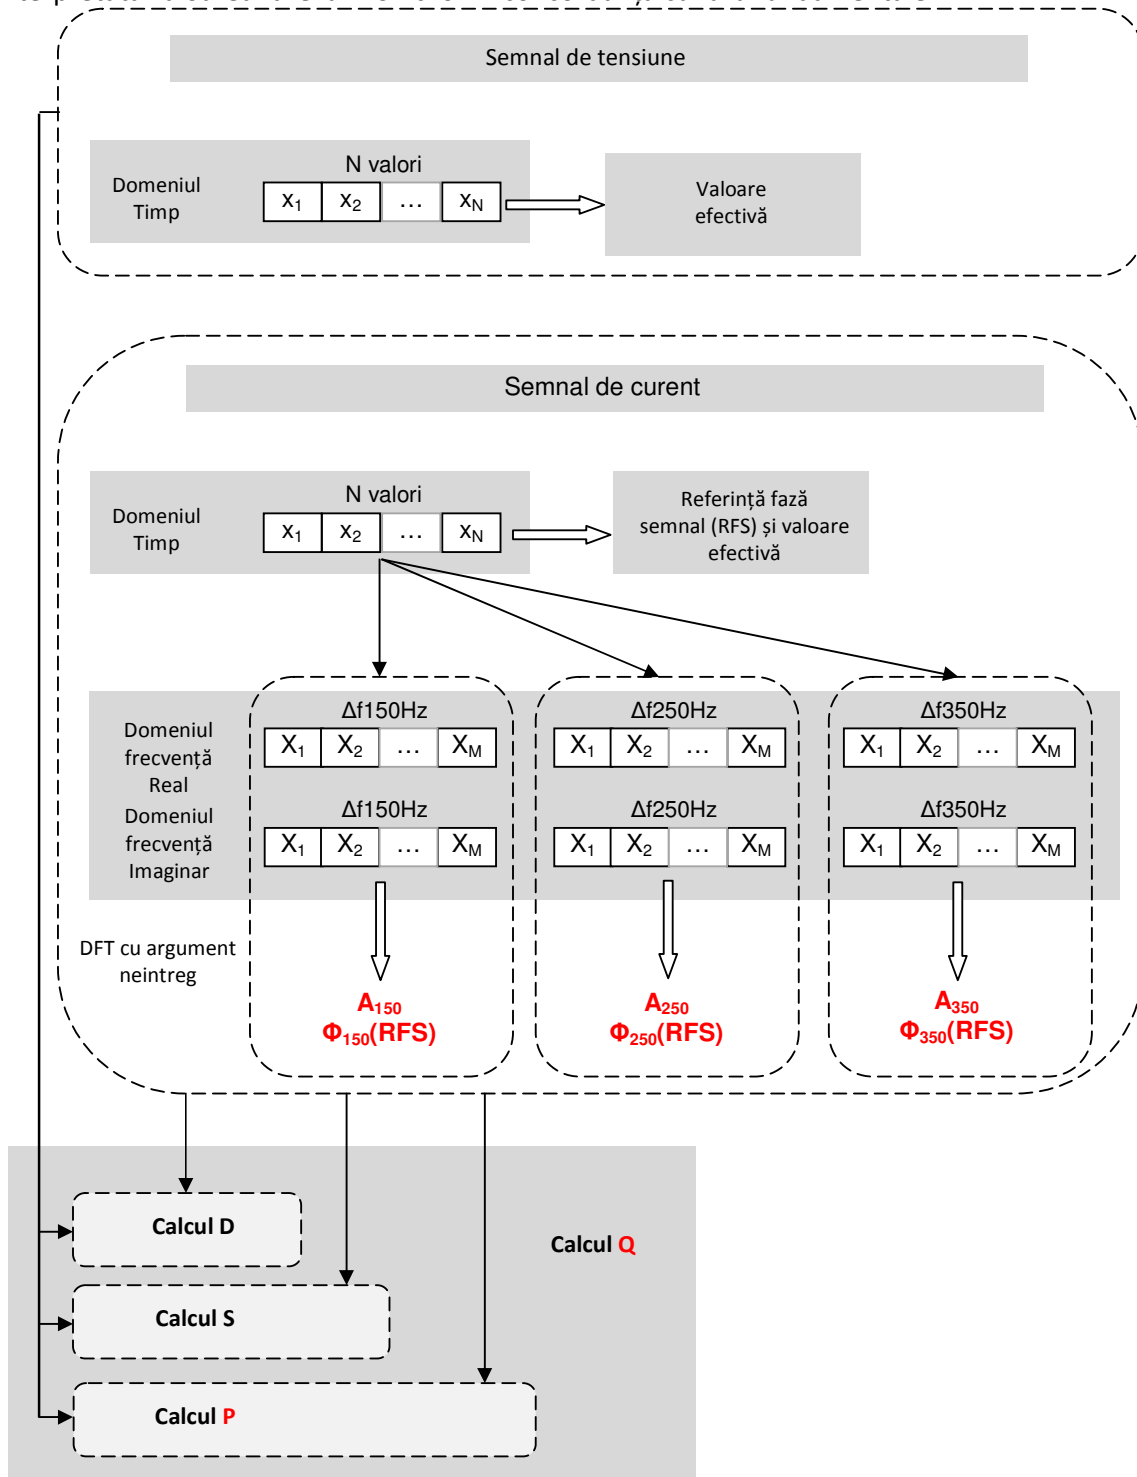 Semnal de tensiune
N valori
Domeniul
Timp
x1 x2 … xN
Valoare
efectivă
Semnal de curent
N valori
Domeniul
Timp
x1 x2 … xN
Referință fază
semnal (RFS) și valoare
efectivă
Δf150Hz Δf250Hz Δf350Hz
Domeniul
frecvență
Real
X1 X2 … XM X1 X2 … XM X1 X2 … XM
Δf150Hz Δf250Hz Δf350Hz
Domeniul
frecvență
Imaginar
X1 X2 … XM X1 X2 … XM X1 X2 … XM
DFT cu argument
neintreg
A150
Φ150(RFS)
A250
Φ250(RFS)
A350
Φ350(RFS)
Calcul D
Calcul Q
Calcul S
Calcul P